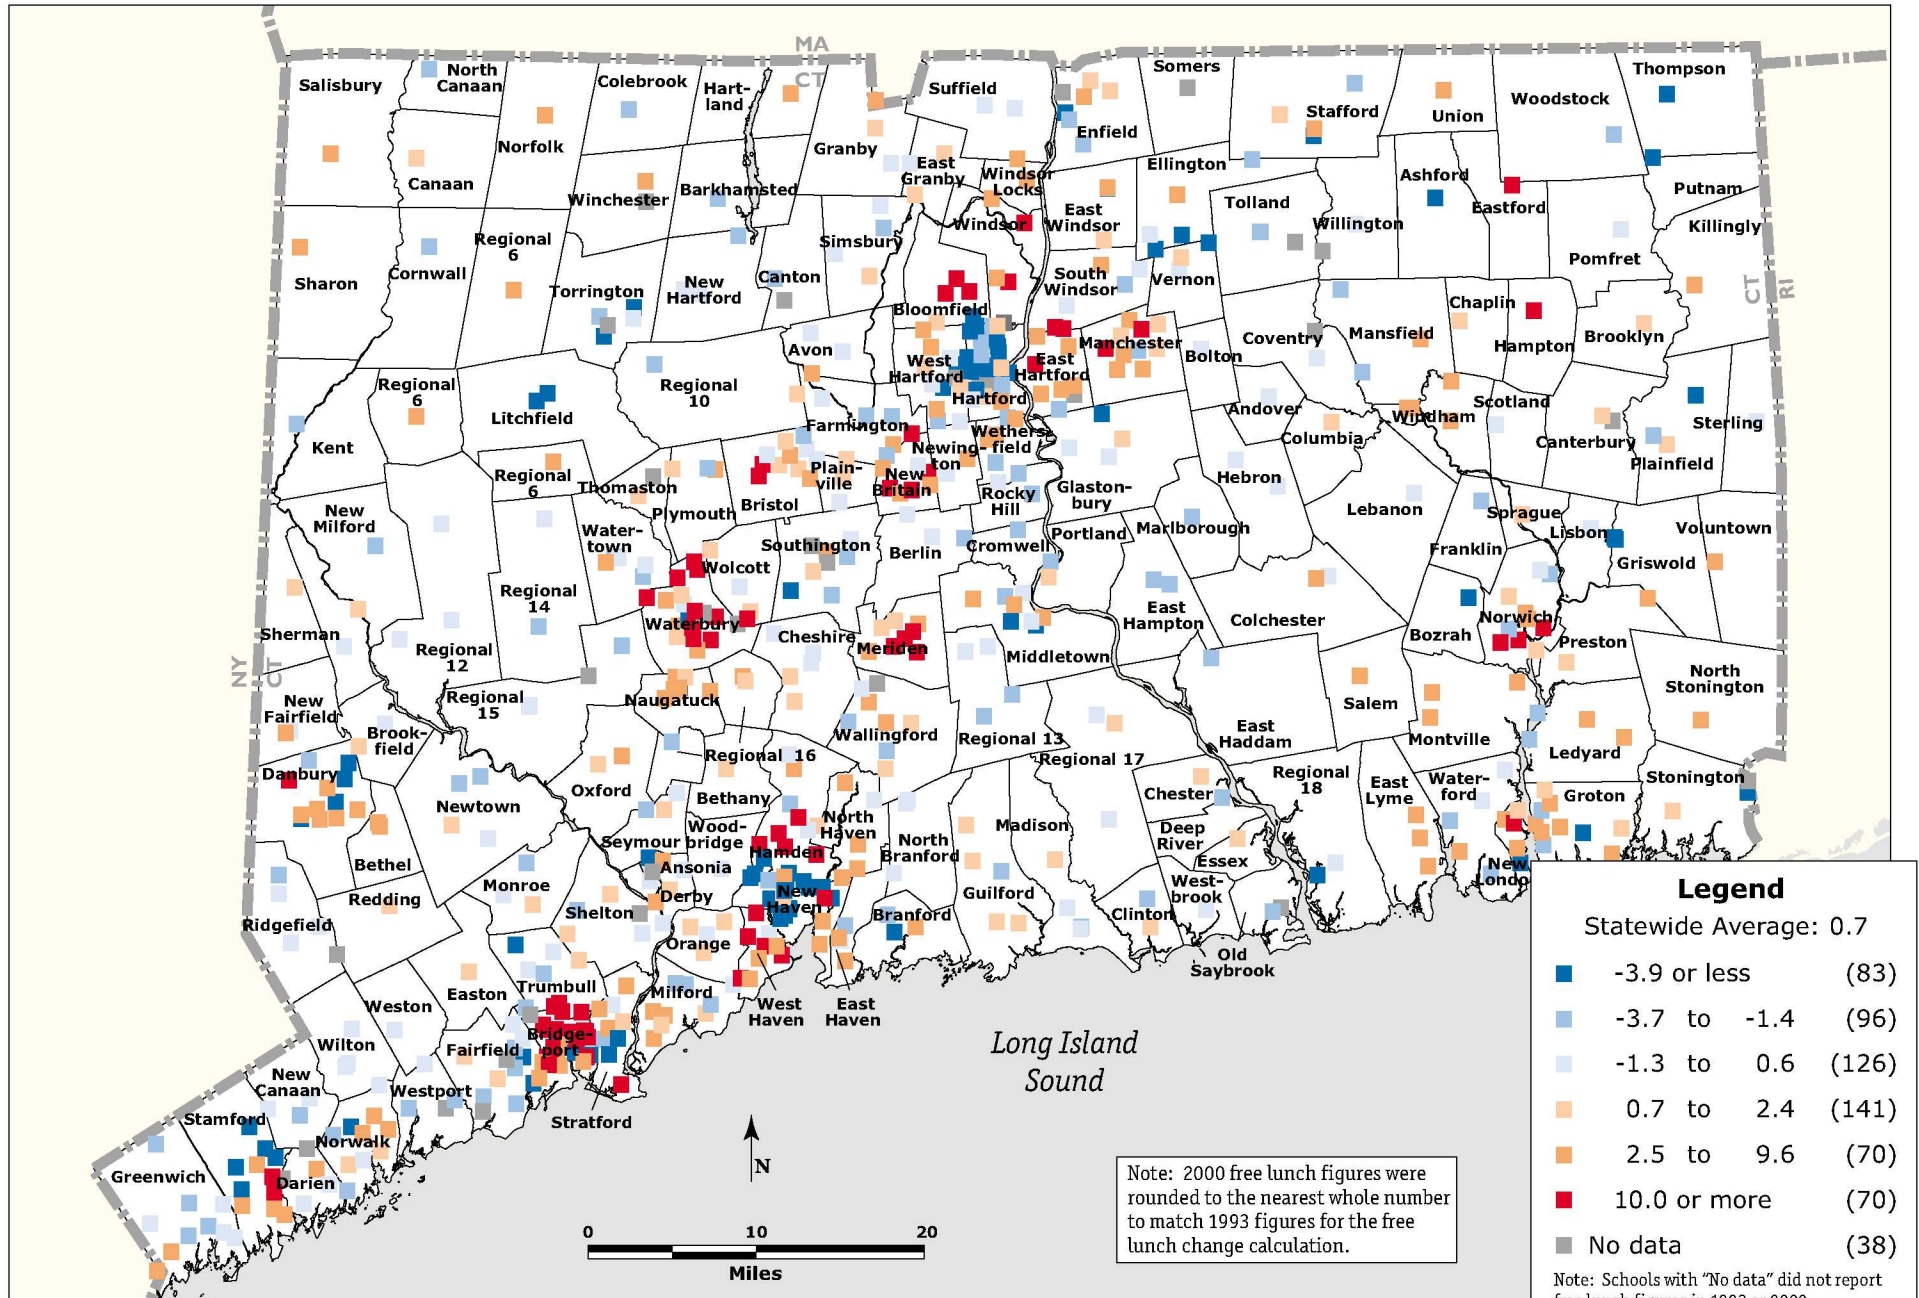 MA
CT
Salisbury
North
Canaan
Colebrook
Hart-
land
Suffield
Somers
Stafford
Union
Woodstock
Thompson
Norfolk
Canaan
Granby
East
Granby
Windsor
Locks
Enfield
Ellington
Ashford
Eastford
Putnam
Killingly
Winchester
Barkhamsted
Tolland
Willington
East
Windsor
Windsor
Simsbury
Regional
6
Sharon
Cornwall
Torrington
New
Hartford
Canton
Bloomfield
South
Windsor
Vernon
Pomfret
CT
RI
Chaplin
Hampton
Brooklyn
Mansfield
Coventry
Bolton
Manchester
East
Hartford
West
Hartford
Hartford
Avon
Regional
10
Litchfield
Regional
6
Kent
Farmington
Wethers-
field
Newing-
ton
Andover
Columbia
Windham
Scotland
Canterbury
Sterling
Plainfield
Regional
6
Thomaston
Plymouth
Bristol
Plain-
ville
New
Britain
Rocky
Hill
Glaston-
bury
Hebron
Lebanon
Sprague
Lisbon
Voluntown
New
Milford
Water-
town
Wolcott
Southington
Berlin
Cromwell
Portland
Marlborough
Franklin
Griswold
Regional
14
Waterbury
Cheshire
Meriden
Middletown
East
Hampton
Colchester
Bozrah
Norwich
Preston
Sherman
NY
CT
Regional
12
North
Stonington
New
Fairfield
Regional
15
Naugatuck
Brook-
field
Regional 16
Wallingford
Regional 13
Regional 17
East
Haddam
Salem
Montville
Ledyard
Stonington
Danbury
Newtown
Oxford
Bethany
Chester
Regional
18
East
Lyme
Water-
ford
Groton
Seymour
Wood-
bridge
Hamden
North
Haven
North
Branford
Madison
Deep
River
Essex
Bethel
Redding
Monroe
Ansonia
Derby
Shelton
New
Haven
Branford
Guilford
West-
brook
Clinton
New
Ridgefield
Orange
Old
Saybrook
Easton
Trumbull
Milford
West
Haven
East
Haven
Weston
Wilton
Fairfield
Bridge-
port
Long Island
Sound
New
Canaan
Westport
Stratford
Stamford
Norwalk
Greenwich
Darien
N
0 10 20
Miles
Note: 2000 free lunch figures were
rounded to the nearest whole number
to match 1993 figures for the free
lunch change calculation.
Legend
Statewide Average: 0.7
-3.9 or less (83)
-3.7 to -1.4 (96)
-1.3 to 0.6 (126)
0.7 to 2.4 (141)
2.5 to 9.6 (70)
10.0 or more (70)
No data (38)
Note: Schools with “No data” did not report